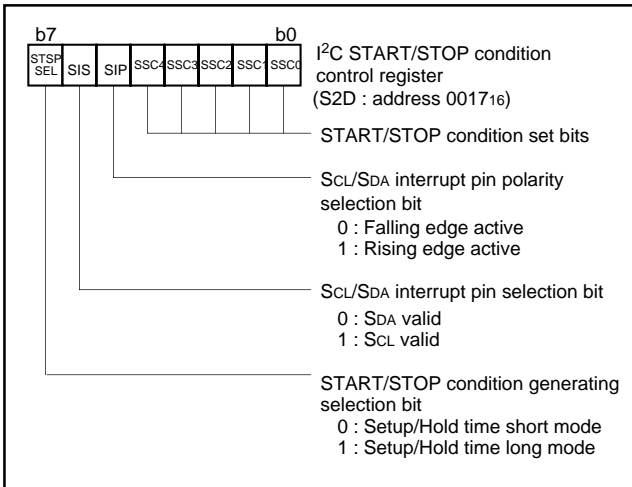 b7 b0
STSP SEL SIS SIP SSC4 SSC3 SSC2 SSC1 SSC0
I2C START/STOP condition
control register
(S2D : address 001716)
START/STOP condition set bits
SCL/SDA interrupt pin polarity
selection bit
0 : Falling edge active
1 : Rising edge active
SCL/SDA interrupt pin selection bit
0 : SDA valid
1 : SCL valid
START/STOP condition generating
selection bit
0 : Setup/Hold time short mode
1 : Setup/Hold time long mode